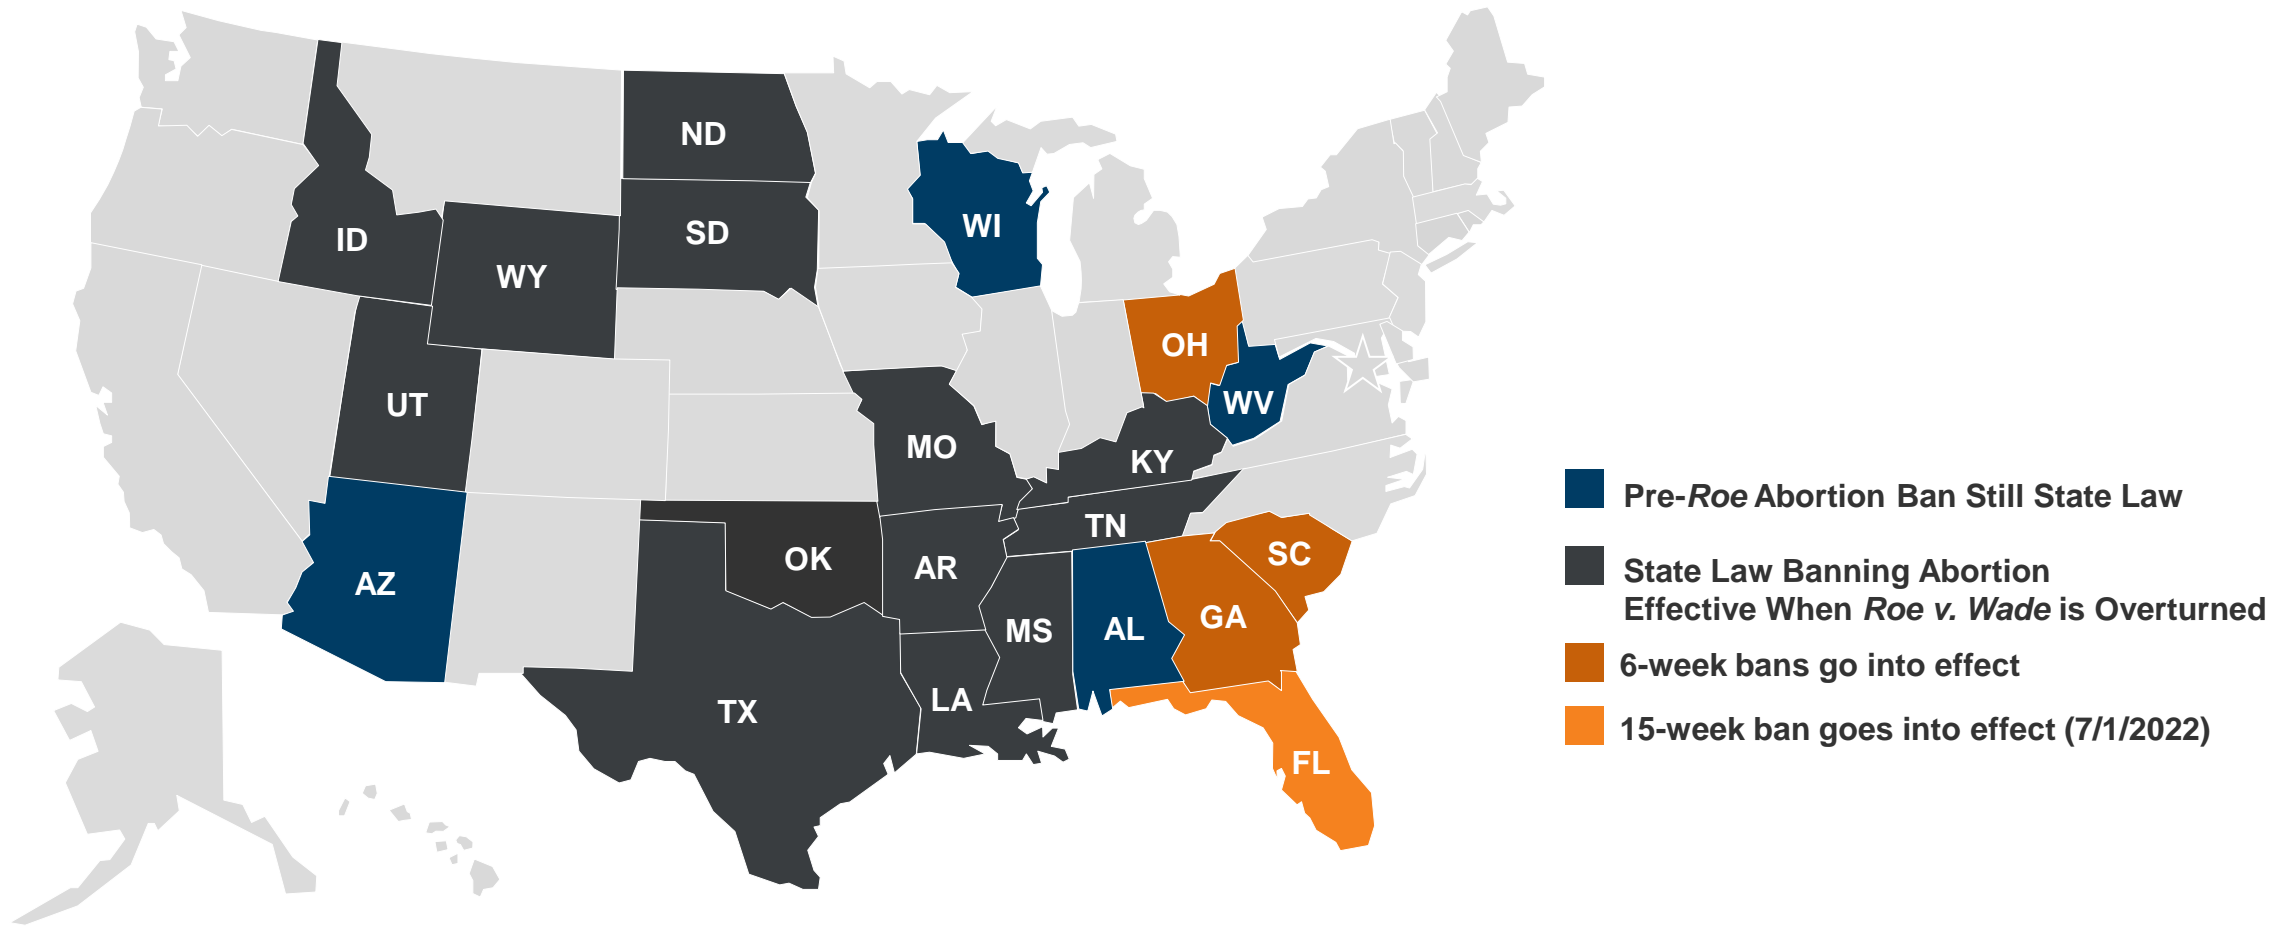 ND
WI
SD
ID
WY
OH
UT
WV
MO
KY
TN
OK
SC
AR
AZ
GA
MS
AL
LA
TX
FL
Pre-Roe Abortion Ban Still State Law
State Law Banning Abortion
Effective When Roe v. Wade is Overturned
6-week bans go into effect
15-week ban goes into effect (7/1/2022)